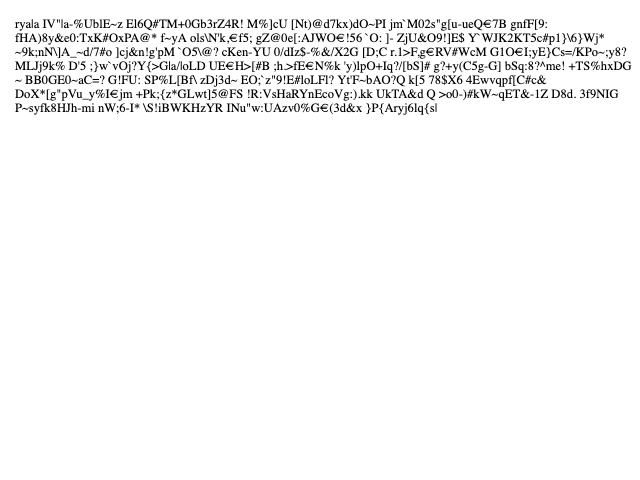 ryala IV"la-%UblE~z El6Q#TM+0Gb3rZ4R! M%]cU [Nt)@d7kx)dO~PI jm`M02s"g[u-ueQ€7B gnfF[9:
fHA)8y&e0:TxK#OxPA@* f~yA ols\N'k,€f5; gZ@0e[:AJWO€!56`O: ]- ZjU&O9!]E$ Y`WJK2KT5c#p1}\6}Wj*
~9k;nN\]A_~d/7#o ]cj&n!g'pM `O5\@? cKen-YU 0/dIz$-%&/X2G [D;C r.1>F,g€RV#WcM G1O€I;yE}Cs=/KPo~;y8?
MLJj9k% D'5 ;}w`vOj?Y{>Gla/loLD UE€H>[#B ;h.>fE€N%k 'y)lpO+Iq?/[bS]# g?+y(C5g-G] bSq:8?^me! +TS%hxDG
~ BB0GE0~aC=? G!FU: SP%L[Bf\ zDj3d~ EO;`z"9!E#loLFl? Yt'F~bAO?Q k[5 78$X6 4Ewvqpf[C#c&
DoX*[g"pVu_y%I€jm +Pk;{z*GLwt]5@FS !R:VsHaRYnEcoVg:).kk UkTA&d Q >o0-)#kW~qET&-1Z D8d. 3f9NIG
P~syfk8HJh-mi nW;6-I* \S!iBWKHzYR INu"w:UAzv0%G€(3d&x }P{Aryj6lq{s|